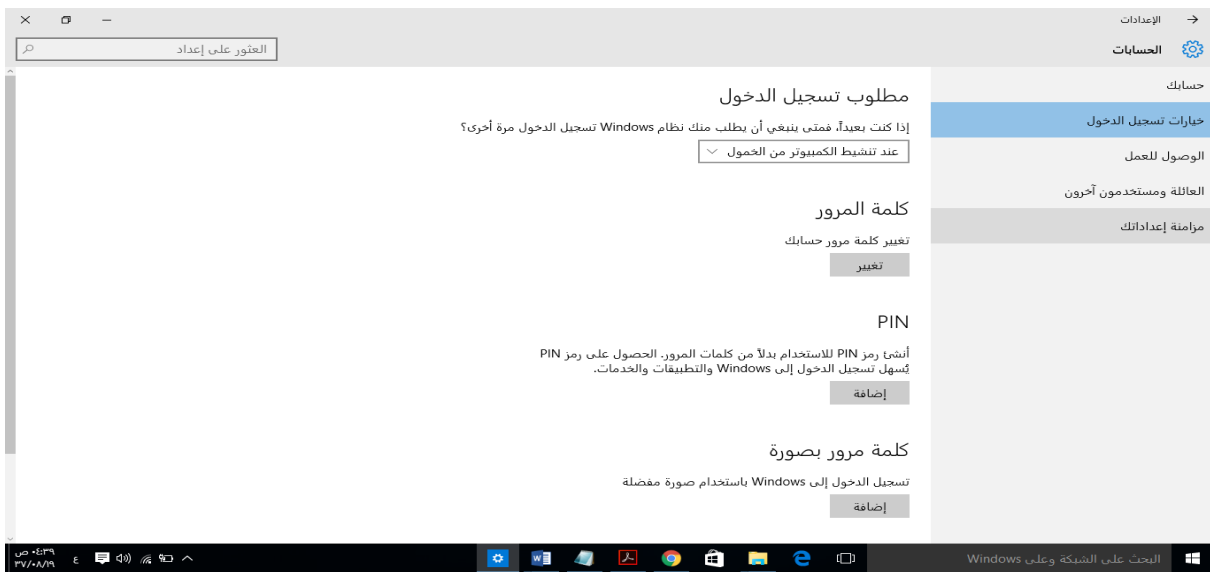 الإعدادات
الحسابات
العثور على إعداد
حسابك
خيارات تسجيل الدخول
الوصول للعمل
العائلة ومستخدمون آخرون
مزامنة إعداداتك
مطلوب تسجيل الدخول
إذا كنت بعيداً، فمتى ينبغي أن يطلب منك نظام Windows تسجيل الدخول مرة أخرى؟
عند تنشيط الكمبيوتر من الخمول
كلمة المرور
تغيير كلمة مرور حسابك
تغيير
PIN
أنشئ رمز PIN للاستخدام بدلاً من كلمات المرور. الحصول على رمز PIN
يُسهل تسجيل الدخول إلى Windows والتطبيقات والخدمات.
إضافة
كلمة مرور بصورة
تسجيل الدخول إلى Windows باستخدام صورة مفضلة
إضافة
البحث على الشبكة وعلى Windows
ع
٠٤:٣٩ ص
٣٧/٠٨/١٩